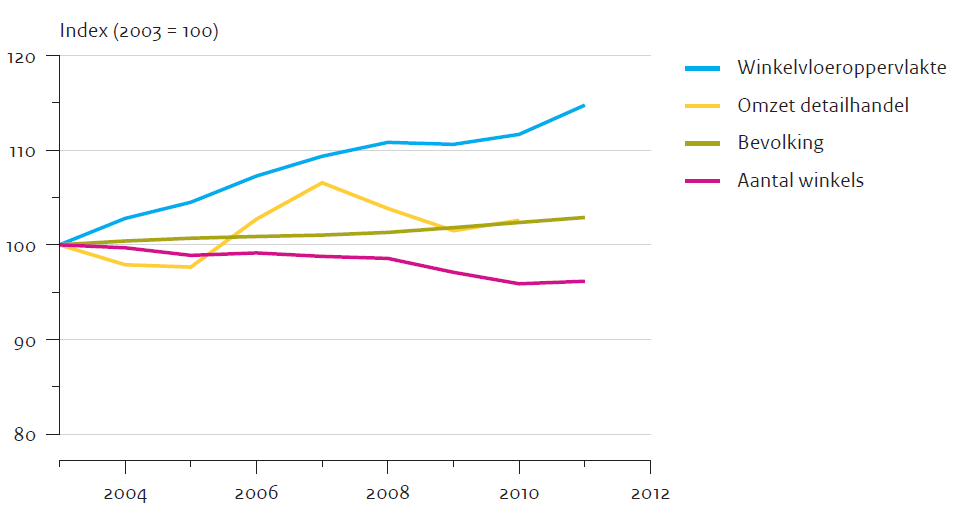 Index (2003 = 100)
120
110
100
90
80
2004 2006 2008 2010 2012
Winkelvloeroppervlakte
Omzet detailhandel
Bevolking
Aantal winkels